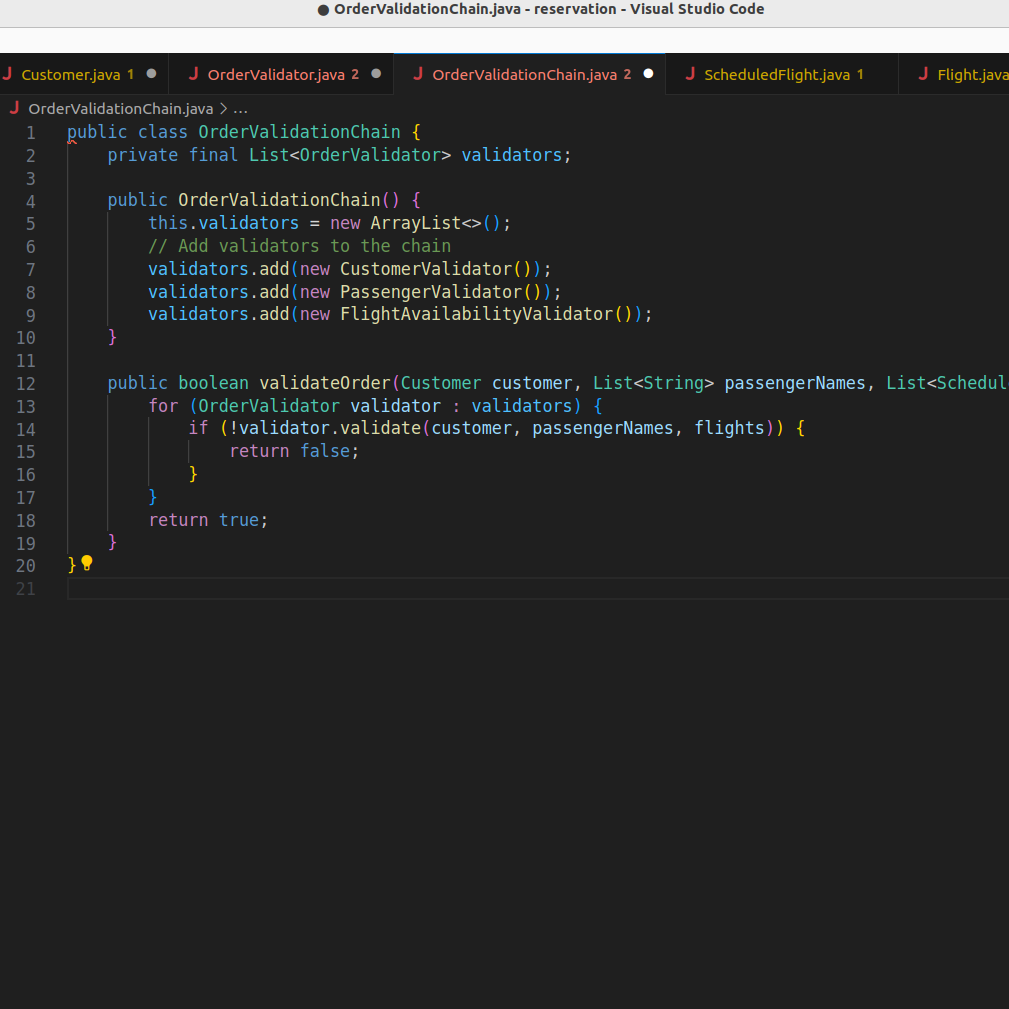 ● OrderValidationChain.java - reservation - Visual Studio Code
J Customer.java 1 ● J OrderValidator.java 2 ● J OrderValidationChain.java 2 ● J ScheduledFlight.java 1 J Flight.java
J OrderValidationChain.java > ...
1 public class OrderValidationChain {
2     private final List<OrderValidator> validators;
3
4     public OrderValidationChain() {
5         this.validators = new ArrayList<>();
6         // Add validators to the chain
7         validators.add(new CustomerValidator());
8         validators.add(new PassengerValidator());
9         validators.add(new FlightAvailabilityValidator());
10     }
11
12     public boolean validateOrder(Customer customer, List<String> passengerNames, List<Schedul
13         for (OrderValidator validator : validators) {
14             if (!validator.validate(customer, passengerNames, flights)) {
15                 return false;
16             }
17         }
18         return true;
19     }
20 }
21